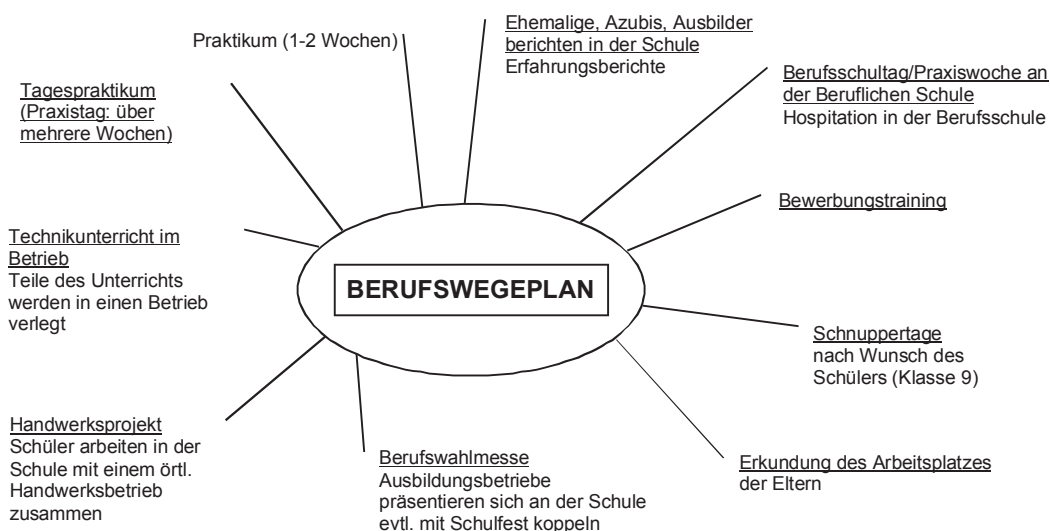 Ehemalige, Azubis, Ausbilder
berichten in der Schule
Erfahrungsberichte
Praktikum (1-2 Wochen)
Berufsschultag/Praxiswoche an
der Beruflichen Schule
Hospitation in der Berufsschule
Tagespraktikum
(Praxistag: über
mehrere Wochen)
Bewerbungstraining
Technikunterricht im
Betrieb
Teile des Unterrichts
werden in einen Betrieb
verlegt
BERUFSWEGEPLAN
Schnuppertage
nach Wunsch des
Schülers (Klasse 9)
Handwerksprojekt
Schüler arbeiten in der
Schule mit einem örtl.
Handwerksbetrieb
zusammen
Berufswahlmesse
Ausbildungsbetriebe
präsentieren sich an der Schule
evtl. mit Schulfest koppeln
Erkundung des Arbeitsplatzes
der Eltern